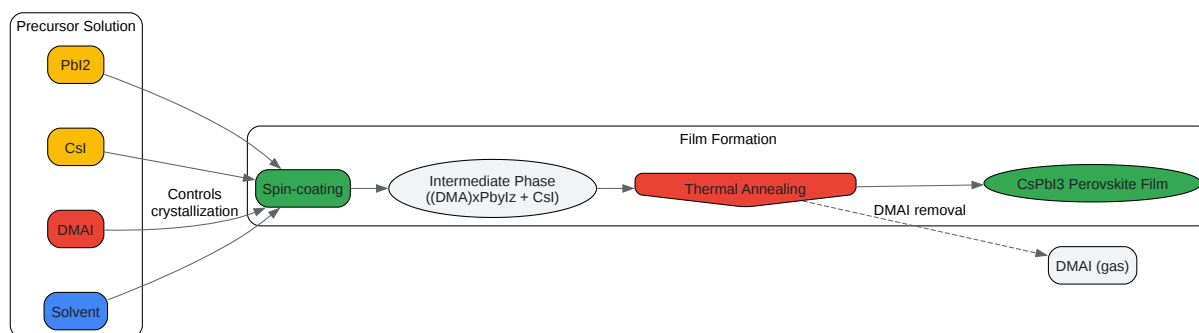 Precursor Solution
PbI2
CsI
DMAI
Solvent
Controls
crystallization
Film Formation
Spin-coating
Intermediate Phase
((DMA)xPbyIz + CsI)
Thermal Annealing
DMAI removal
CsPbI3 Perovskite Film
DMAI (gas)